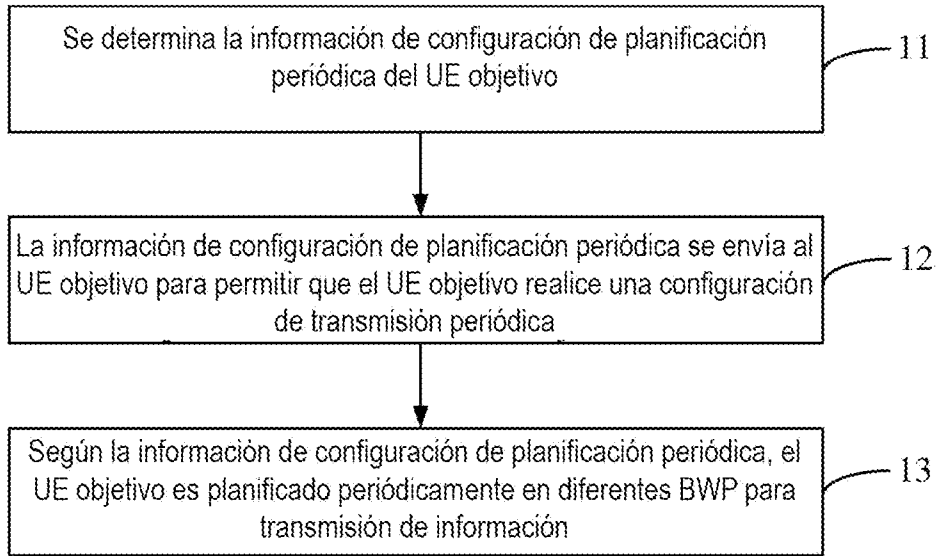 Se determina la información de configuración de planificación
periódica del UE objetivo
11
La información de configuración de planificación periódica se envía al
UE objetivo para permitir que el UE objetivo realice una configuración
de transmisión periódica
12
Según la información de configuración de planificación periódica, el
UE objetivo es planificado periódicamente en diferentes BWP para
transmisión de información
13